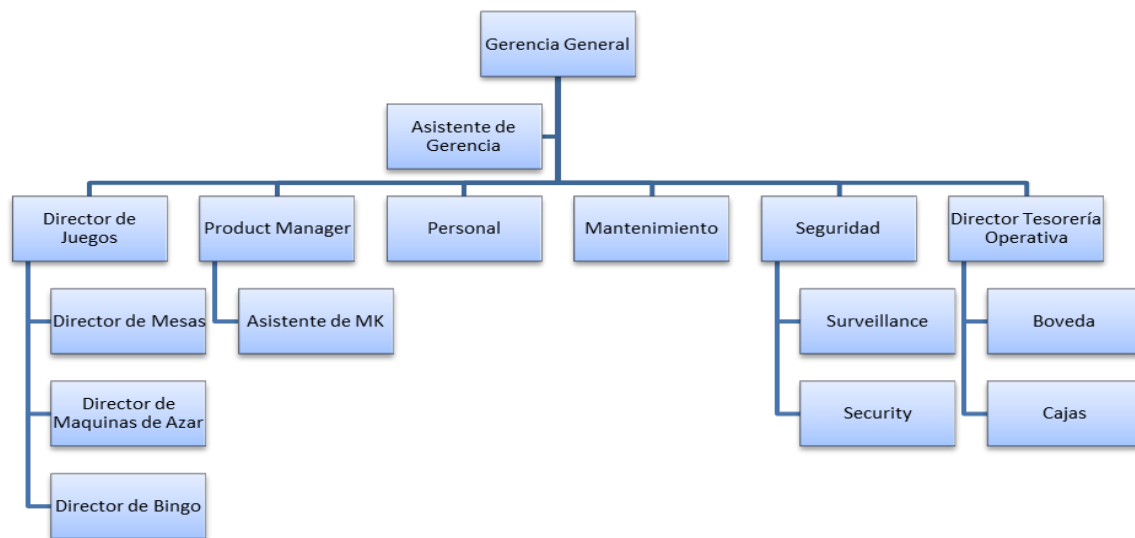 Gerencia General
Asistente de
Gerencia
Director de
Juegos
Product Manager
Personal
Mantenimiento
Seguridad
Director Tesorería
Operativa
Director de Mesas
Asistente de MK
Surveillance
Boveda
Director de
Maquinas de Azar
Security
Cajas
Director de Bingo